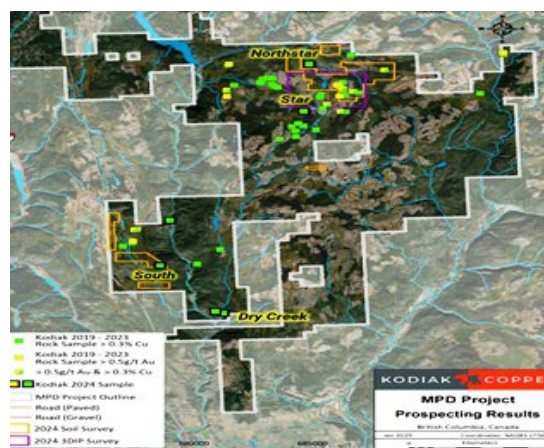 Northstar
Star
South
Dry Creek
Kodiak 2019 - 2023
Rock Sample > 0.3% Cu
Kodiak 2019 - 2023
Rock Sample > 0.5g/t Au
> 0.5g/t Au & > 0.3% Cu
Kodiak 2024 Sample
MPD Project Outline
Road (Paved)
Road (Gravel)
2024 Soil Survey
2024 3DIP Survey
KODIAK COPPE
MPD Project
Prospecting Results
British Columbia, Canada
Kilometers